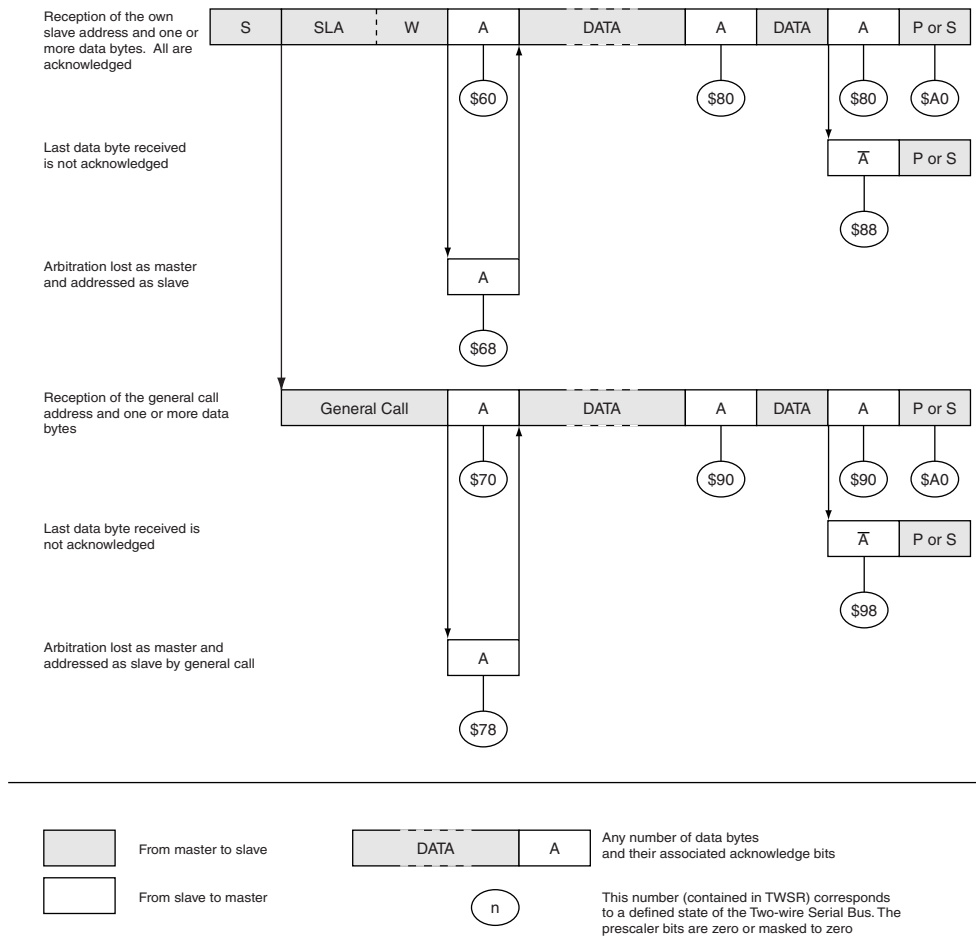 Reception of the own
slave address and one or
more data bytes. All are
acknowledged
S SLA W A DATA A DATA A P or S
$60 $80 $80 $A0
Last data byte received
is not acknowledged
A̅ P or S
$88
Arbitration lost as master
and addressed as slave
A
$68
Reception of the general call
address and one or more data
bytes
General Call A DATA A DATA A P or S
$70 $90 $90 $A0
Last data byte received is
not acknowledged
A̅ P or S
$98
Arbitration lost as master and
addressed as slave by general call
A
$78
From master to slave
DATA A
Any number of data bytes
and their associated acknowledge bits
From slave to master
n
This number (contained in TWSR) corresponds
to a defined state of the Two-wire Serial Bus. The
prescaler bits are zero or masked to zero